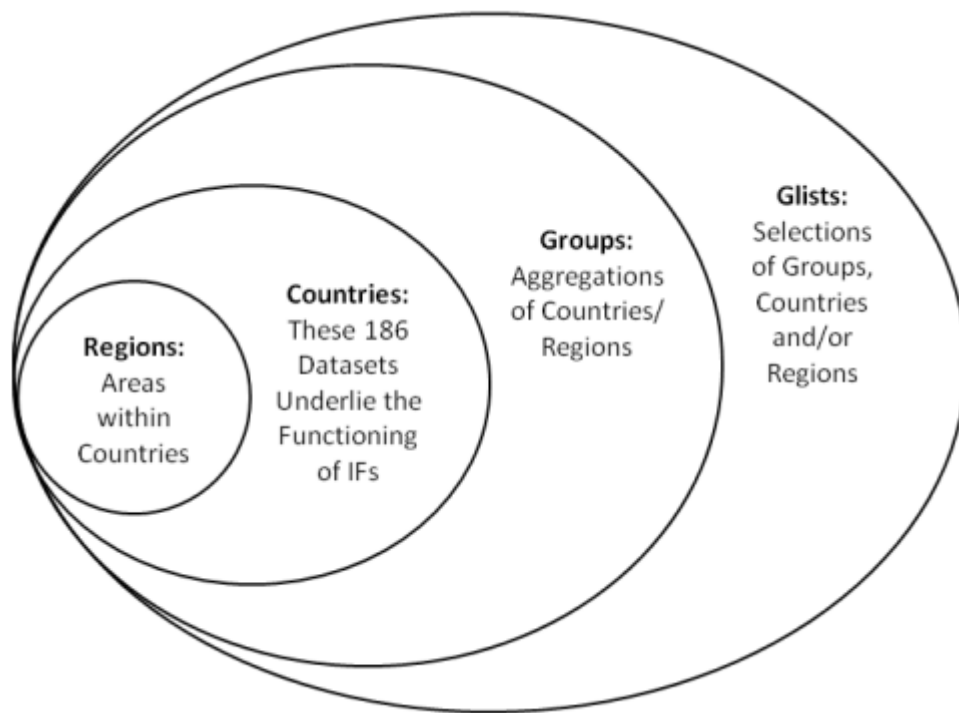 Regions:
Areas
within
Countries
Countries:
These 186
Datasets
Underlie the
Functioning
of IFs
Groups:
Aggregations
of Countries/
Regions
Glists:
Selections
of Groups,
Countries
and/or
Regions